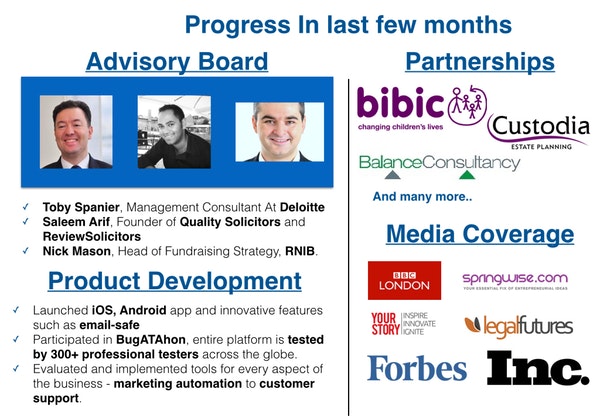 Progress In last few months
Advisory Board
✓ Toby Spanier, Management Consultant At Deloitte
✓ Saleem Arif, Founder of Quality Solicitors and
ReviewSolicitors
✓ Nick Mason, Head of Fundraising Strategy, RNIB.
Product Development
✓ Launched iOS, Android app and innovative features
such as email-safe
✓ Participated in BugATAhon, entire platform is tested
by 300+ professional testers across the globe.
✓ Evaluated and implemented tools for every aspect of
the business - marketing automation to customer
support.
Partnerships
bibic
changing children's lives
Custodia
ESTATE PLANNING
BalanceConsultancy
And many more..
Media Coverage
BBC
LONDON
springwise.com
YOUR ESSENTIAL FIX OF ENTREPRENEURIAL IDEAS
YOUR
STORY
INSPIRE
INNOVATE
IGNITE
legalfutures
Forbes
Inc.